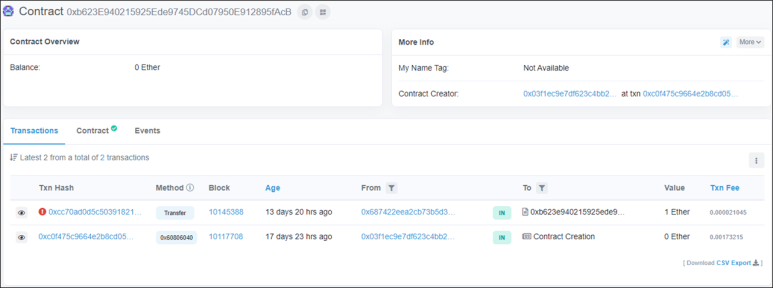 Contract 0xb623E940215925Ede9745DCd07950E912895fAcB
Contract Overview
Balance: 0 Ether
More Info
More
My Name Tag: Not Available
Contract Creator: 0x03f1ec9e7df623c4bb2... at txn 0xc0f475c9664e2b8cd05...
Transactions Contract Events
Latest 2 from a total of 2 transactions
Txn Hash Method Block Age From To Value Txn Fee
0xcc70ad0d5c50391821... Transfer 10145388 13 days 20 hrs ago 0x687422eea2cb73b5d3... IN 0xb623e940215925ede9... 1 Ether 0.000021045
0xc0f475c9664e2b8cd05... 0x60806040 10117708 17 days 23 hrs ago 0x03f1ec9e7df623c4bb2... Contract Creation 0 Ether 0.00173215
IN
[ Download CSV Export ]